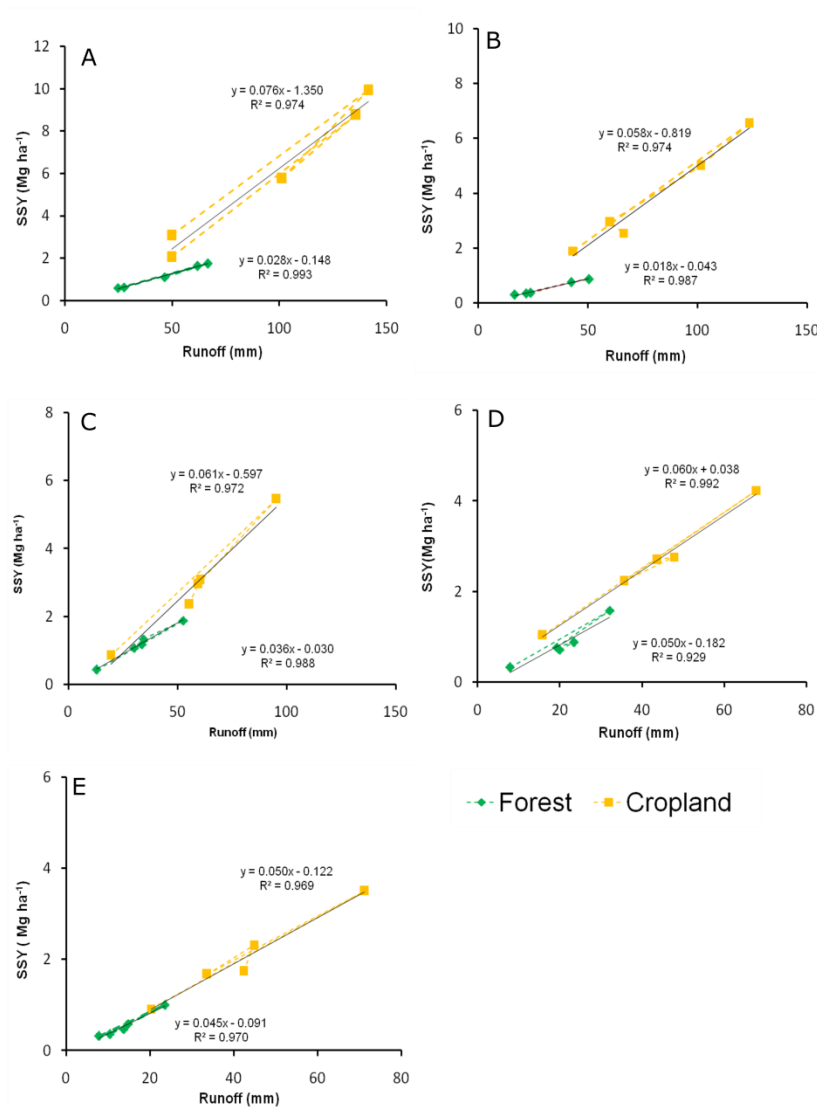 A
SSY (Mg ha⁻¹)
12
10
8
6
4
2
0
y = 0.076x - 1.350
R² = 0.974
y = 0.028x - 0.148
R² = 0.993
0 50 100 150
Runoff (mm)
B
SSY (Mg ha⁻¹)
10
8
6
4
2
0
y = 0.058x - 0.819
R² = 0.974
y = 0.018x - 0.043
R² = 0.987
0 50 100 150
Runoff (mm)
C
SSY (Mg ha⁻¹)
8
6
4
2
0
y = 0.061x - 0.597
R² = 0.972
y = 0.036x - 0.030
R² = 0.988
0 50 100 150
Runoff (mm)
D
SSY(Mg ha⁻¹)
6
4
2
0
y = 0.060x + 0.038
R² = 0.992
y = 0.050x - 0.182
R² = 0.929
0 20 40 60 80
Runoff (mm)
E
SSY ( Mg ha⁻¹)
6
4
2
0
y = 0.050x - 0.122
R² = 0.969
y = 0.045x - 0.091
R² = 0.970
0 20 40 60 80
Runoff (mm)
Forest Cropland